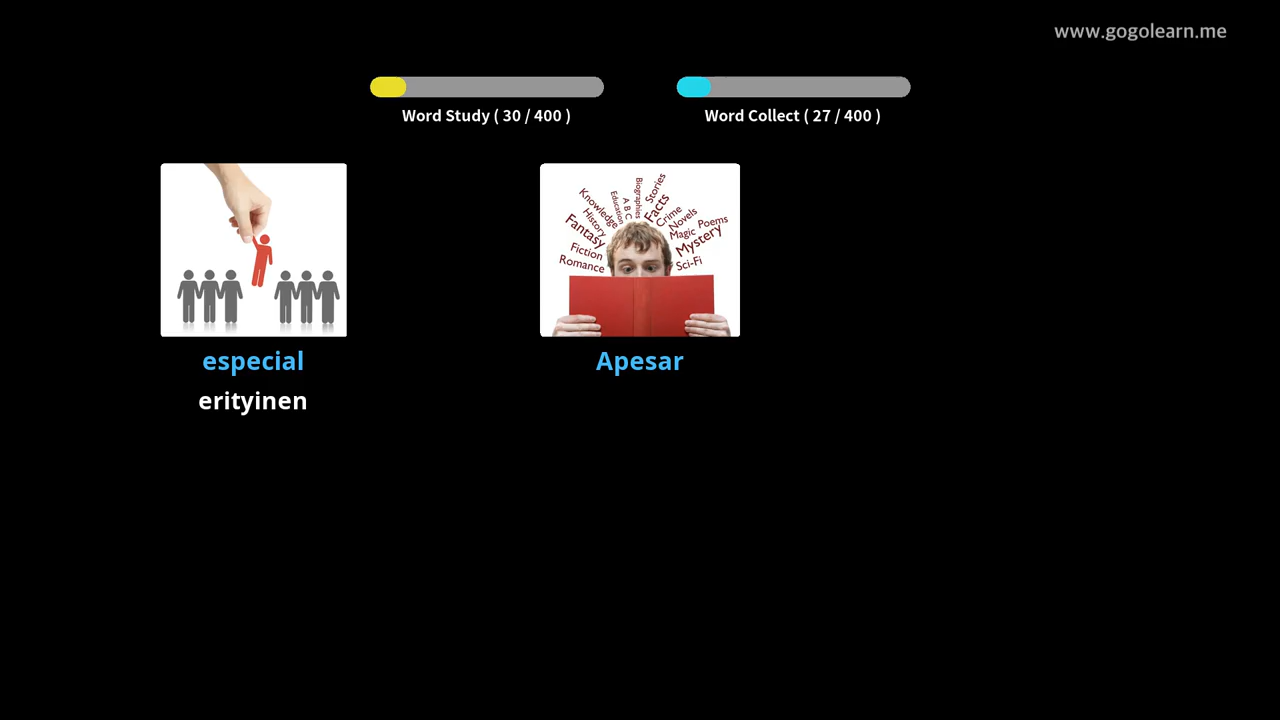 www.gogolearn.me
Word Study ( 30 / 400 )
Word Collect ( 27 / 400 )
Knowledge
History
Fantasy
Fiction
Romance
Education
A B C
Biographies
Stories
Facts
Crime
Novels
Magic
Poems
Mystery
Sci-Fi
especial
Apesar
erityinen